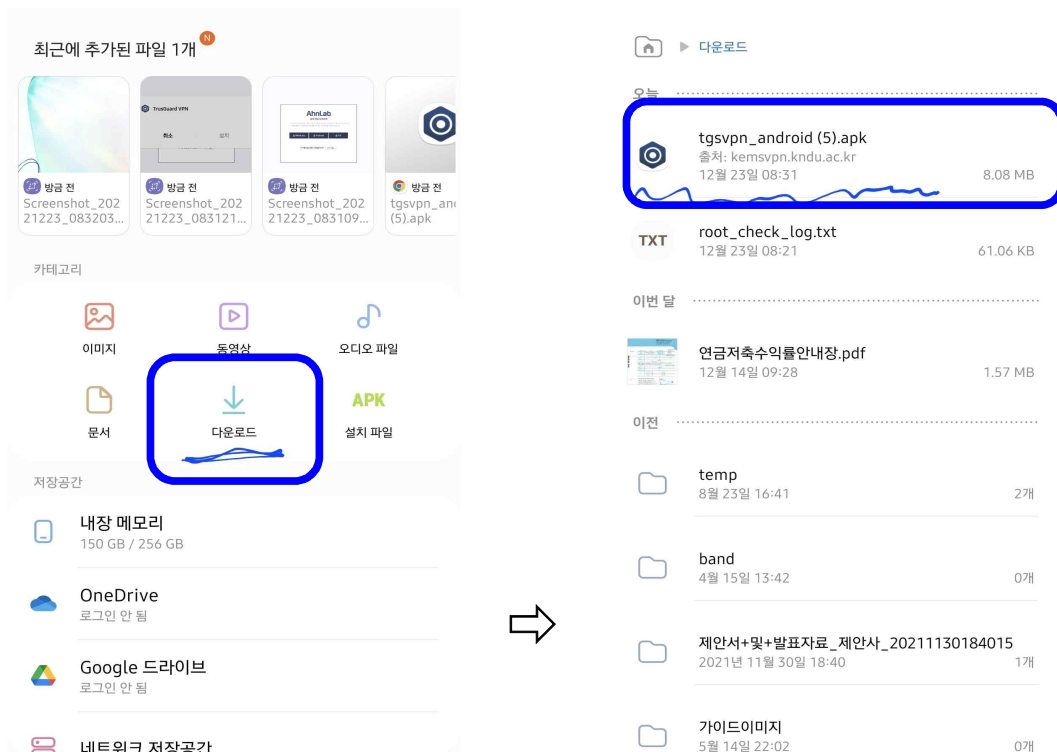 최근에 추가된 파일 1개 N
TrusGuard VPN
취소
설치
AhnLab
방금 전
Screenshot_202
21223_083203...
방금 전
Screenshot_202
21223_083121...
방금 전
Screenshot_202
21223_083109...
방금 전
tgsvpn_and
(5).apk
카테고리
이미지
동영상
오디오 파일
문서
다운로드
APK
설치 파일
저장공간
내장 메모리
150 GB / 256 GB
OneDrive
로그인 안 됨
Google 드라이브
로그인 안 됨
네트워크 저장공간
다운로드
오늘
tgsvpn_android (5).apk
출처: kemsvpn.kndu.ac.kr
12월 23일 08:31
8.08 MB
TXT
root_check_log.txt
12월 23일 08:21
61.06 KB
이번 달
연금저축수익률안내장.pdf
12월 14일 09:28
1.57 MB
이전
temp
8월 23일 16:41
2개
band
4월 15일 13:42
0개
제안서+및+발표자료_제안사_20211130184015
2021년 11월 30일 18:40
1개
가이드이미지
5월 14일 22:02
0개